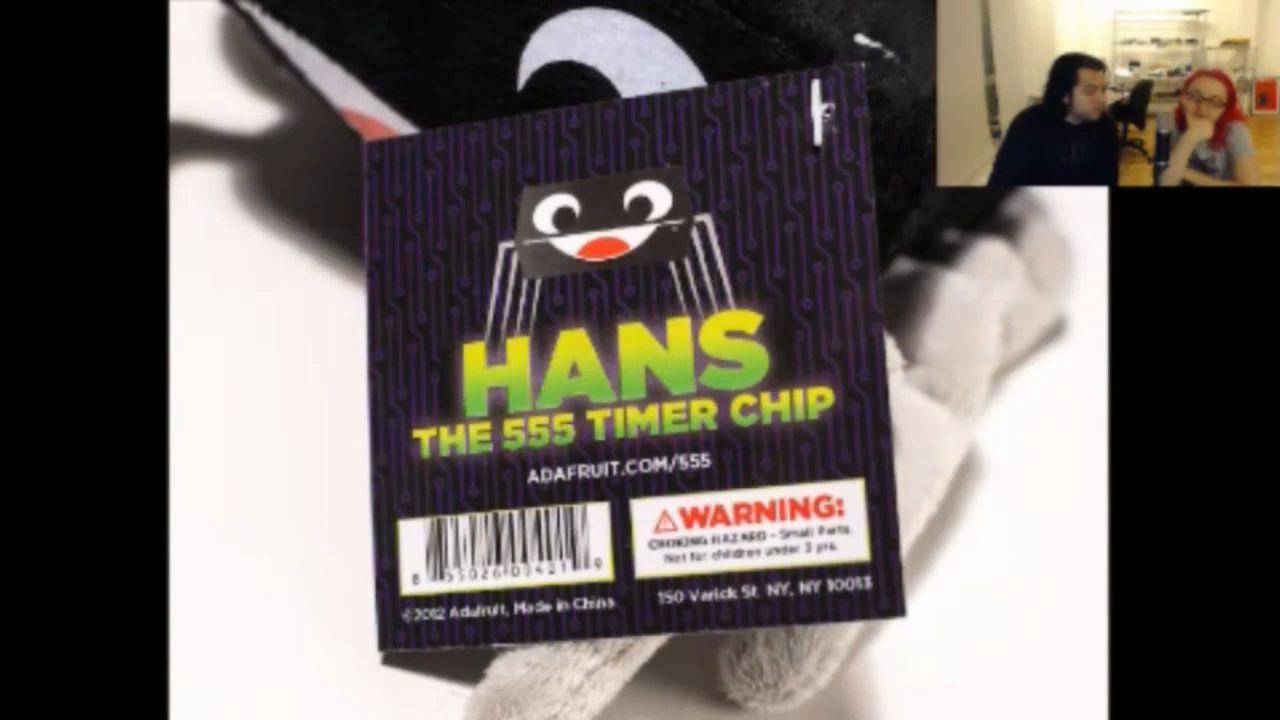 HANS
THE 555 TIMER CHIP
ADAFRUIT.COM/555
WARNING:
CHOKING HAZARD - Small Parts.
Not for children under 3 yrs.
©2012 Adafruit, Made in China
150 Varick St, NY, NY 10013